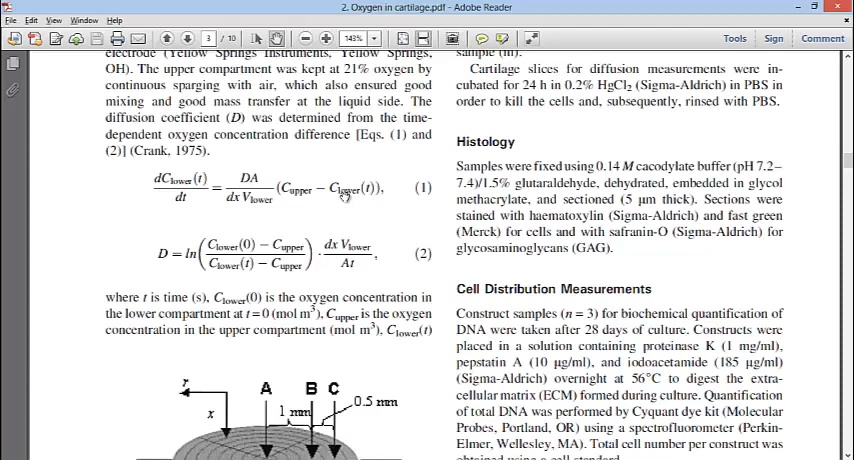 2. Oxygen in cartilage.pdf - Adobe Reader
File Edit View Window Help
3 / 10 143% Tools Sign Comment
electrode (Yellow Springs Instruments, Yellow Springs,
OH). The upper compartment was kept at 21% oxygen by
continuous sparging with air, which also ensured good
mixing and good mass transfer at the liquid side. The
diffusion coefficient (D) was determined from the time-
dependent oxygen concentration difference [Eqs. (1) and
(2)] (Crank, 1975).
dClower(t)/dt = DA/dx Vlower (Cupper − Clower(t)), (1)
D = ln(Clower(0) − Cupper / Clower(t) − Cupper) · dx Vlower/At, (2)
where t is time (s), Clower(0) is the oxygen concentration in
the lower compartment at t = 0 (mol m³), Cupper is the oxygen
concentration in the upper compartment (mol m³), Clower(t)
r
A B C
x
1 mm
0.5 mm
sample (m).
Cartilage slices for diffusion measurements were in-
cubated for 24 h in 0.2% HgCl2 (Sigma-Aldrich) in PBS in
order to kill the cells and, subsequently, rinsed with PBS.
Histology
Samples were fixed using 0.14 M cacodylate buffer (pH 7.2–
7.4)/1.5% glutaraldehyde, dehydrated, embedded in glycol
methacrylate, and sectioned (5 μm thick). Sections were
stained with haematoxylin (Sigma-Aldrich) and fast green
(Merck) for cells and with safranin-O (Sigma-Aldrich) for
glycosaminoglycans (GAG).
Cell Distribution Measurements
Construct samples (n = 3) for biochemical quantification of
DNA were taken after 28 days of culture. Constructs were
placed in a solution containing proteinase K (1 mg/ml),
pepstatin A (10 μg/ml), and iodoacetamide (185 μg/ml)
(Sigma-Aldrich) overnight at 56°C to digest the extra-
cellular matrix (ECM) formed during culture. Quantification
of total DNA was performed by Cyquant dye kit (Molecular
Probes, Portland, OR) using a spectrofluorometer (Perkin-
Elmer, Wellesley, MA). Total cell number per construct was
obtained using a cell standard